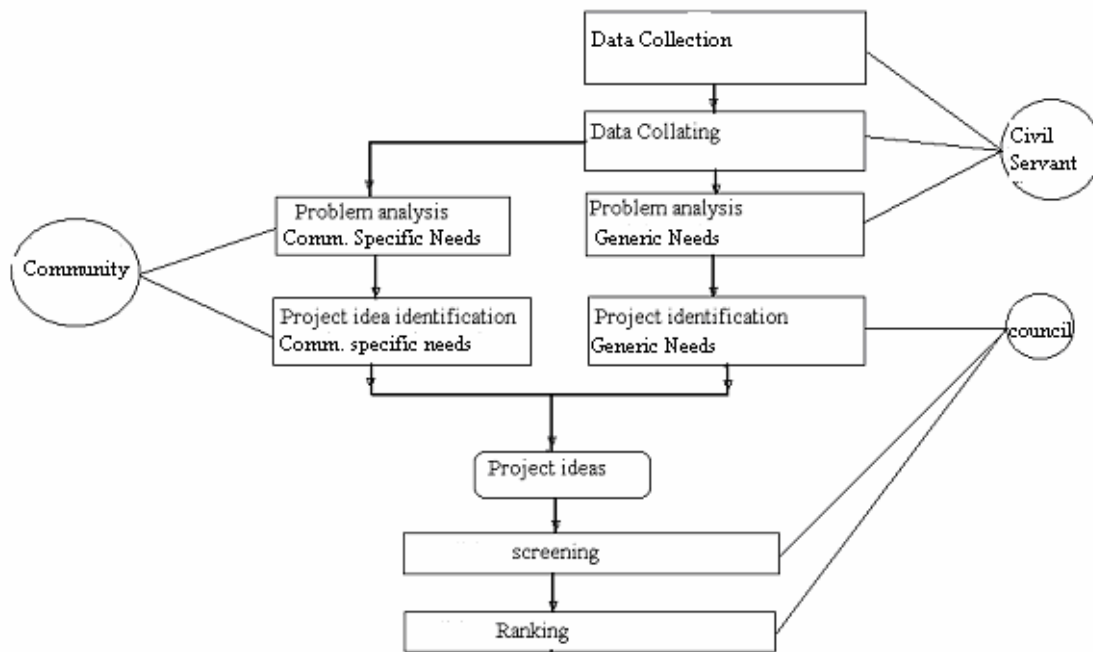 Data Collection
Data Collating
Civil
Servant
Problem analysis
Comm. Specific Needs
Problem analysis
Generic Needs
Community
Project idea identification
Comm. specific needs
Project identification
Generic Needs
council
Project ideas
screening
Ranking